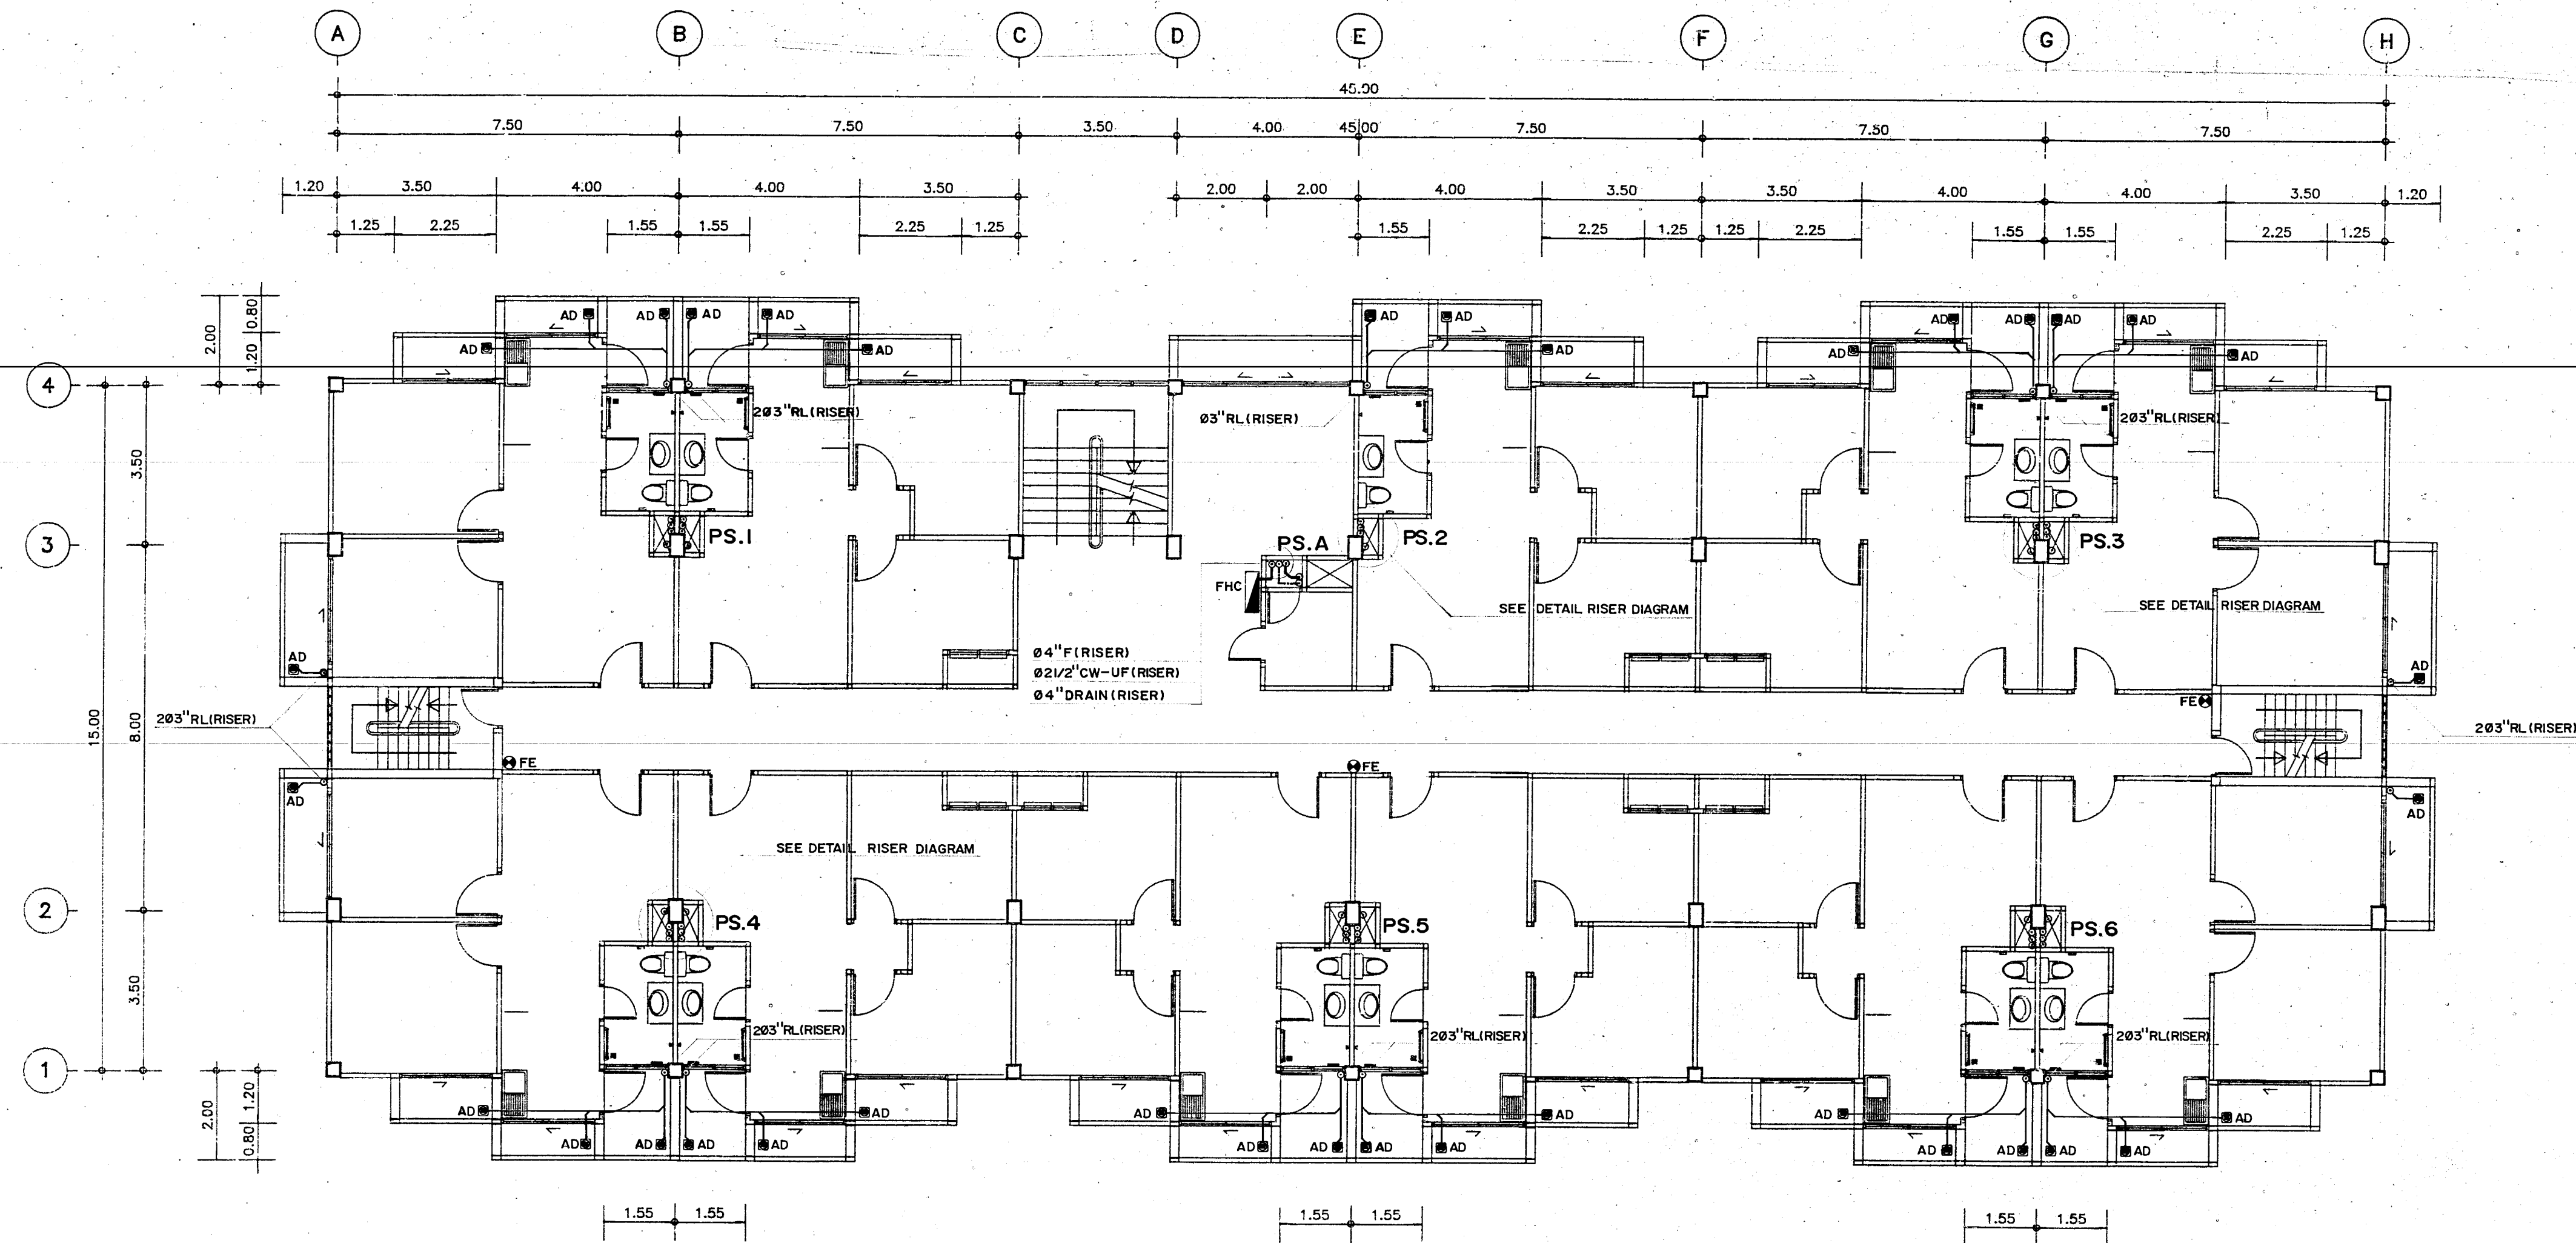 A B C D E F G H
45.00
7.50 7.50 3.50 4.00 45.00 7.50 7.50 7.50
1.20 3.50 4.00 4.00 3.50 2.00 2.00 4.00 3.50 3.50 4.00 4.00 3.50 1.20
1.25 2.25 1.55 1.55 2.25 1.25 1.55 2.25 1.25 1.25 2.25 1.55 1.55 2.25 1.25
2.00 0.80 1.20
AD AD AD AD AD AD AD AD AD AD
AD AD AD AD AD
4
2Ø3"RL(RISER) Ø3"RL(RISER) 2Ø3"RL(RISER)
3.50
3
PS.1 PS.A PS.2 PS.3
FHC
SEE DETAIL RISER DIAGRAM SEE DETAIL RISER DIAGRAM
Ø4"F(RISER)
Ø21/2"CW-UF(RISER)
Ø4"DRAIN(RISER)
AD AD
2Ø3"RL(RISER) FE 2Ø3"RL(RISER)
15.00 8.00
FE FE
AD AD
SEE DETAIL RISER DIAGRAM
2
PS.4 PS.5 PS.6
3.50
2Ø3"RL(RISER) 2Ø3"RL(RISER) 2Ø3"RL(RISER)
1
2.00 1.20 0.80
AD AD AD AD AD AD
AD AD AD AD AD AD AD AD AD AD AD AD
1.55 1.55 1.55 1.55 1.55 1.55